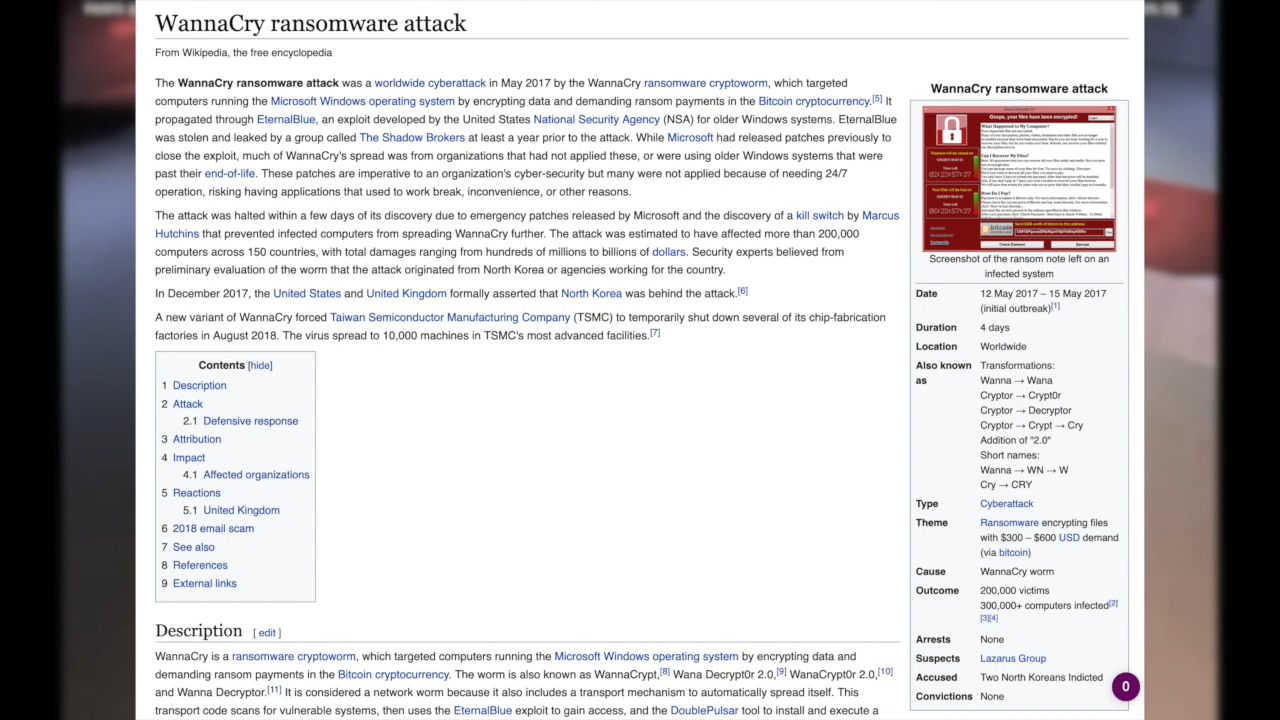 WannaCry ransomware attack
From Wikipedia, the free encyclopedia
The WannaCry ransomware attack was a worldwide cyberattack in May 2017 by the WannaCry ransomware cryptoworm, which targeted
computers running the Microsoft Windows operating system by encrypting data and demanding ransom payments in the Bitcoin cryptocurrency.[5] It
propagated through EternalBlue, an exploit developed by the United States National Security Agency (NSA) for older Windows systems. EternalBlue
was stolen and leaked by a group called The Shadow Brokers at least a year prior to the attack. While Microsoft had released patches previously to
close the exploit, much of WannaCry's spread was from organizations that had not applied these, or were using older Windows systems that were
past their end-of-life. These patches are imperative to an organization's cyber-security but many were not applied because of needing 24/7
operation, risking having applications that used to work break, inconvenience, or other reasons.
The attack was halted within a few days of its discovery due to emergency patches released by Microsoft and the discovery of a kill switch by Marcus
Hutchins that prevented infected computers from spreading WannaCry further. The attack was estimated to have affected more than 200,000
computers across 150 countries, with total damages ranging from hundreds of millions to billions of dollars. Security experts believed from
preliminary evaluation of the worm that the attack originated from North Korea or agencies working for the country.
In December 2017, the United States and United Kingdom formally asserted that North Korea was behind the attack.[6]
A new variant of WannaCry forced Taiwan Semiconductor Manufacturing Company (TSMC) to temporarily shut down several of its chip-fabrication
factories in August 2018. The virus spread to 10,000 machines in TSMC's most advanced facilities.[7]
Contents [hide]
1 Description
2 Attack
2.1 Defensive response
3 Attribution
4 Impact
4.1 Affected organizations
5 Reactions
5.1 United Kingdom
6 2018 email scam
7 See also
8 References
9 External links
Description [ edit ]
WannaCry is a ransomware cryptoworm, which targeted computers running the Microsoft Windows operating system by encrypting data and
demanding ransom payments in the Bitcoin cryptocurrency. The worm is also known as WannaCrypt,[8] Wana Decrypt0r 2.0,[9] WanaCrypt0r 2.0,[10]
and Wanna Decryptor.[11] It is considered a network worm because it also includes a transport mechanism to automatically spread itself. This
transport code scans for vulnerable systems, then uses the EternalBlue exploit to gain access, and the DoublePulsar tool to install and execute a
WannaCry ransomware attack
Ooops, your files have been encrypted!
What Happened to My Computer?
Can I Recover My Files?
How Do I Pay?
bitcoin
Check Payment
Decrypt
Screenshot of the ransom note left on an
infected system
Date 12 May 2017 – 15 May 2017
(initial outbreak)[1]
Duration 4 days
Location Worldwide
Also known Transformations:
as Wanna → Wana
Cryptor → Crypt0r
Cryptor → Decryptor
Cryptor → Crypt → Cry
Addition of "2.0"
Short names:
Wanna → WN → W
Cry → CRY
Type Cyberattack
Theme Ransomware encrypting files
with $300 – $600 USD demand
(via bitcoin)
Cause WannaCry worm
Outcome 200,000 victims
300,000+ computers infected[2]
[3][4]
Arrests None
Suspects Lazarus Group
Accused Two North Koreans Indicted
Convictions None
0